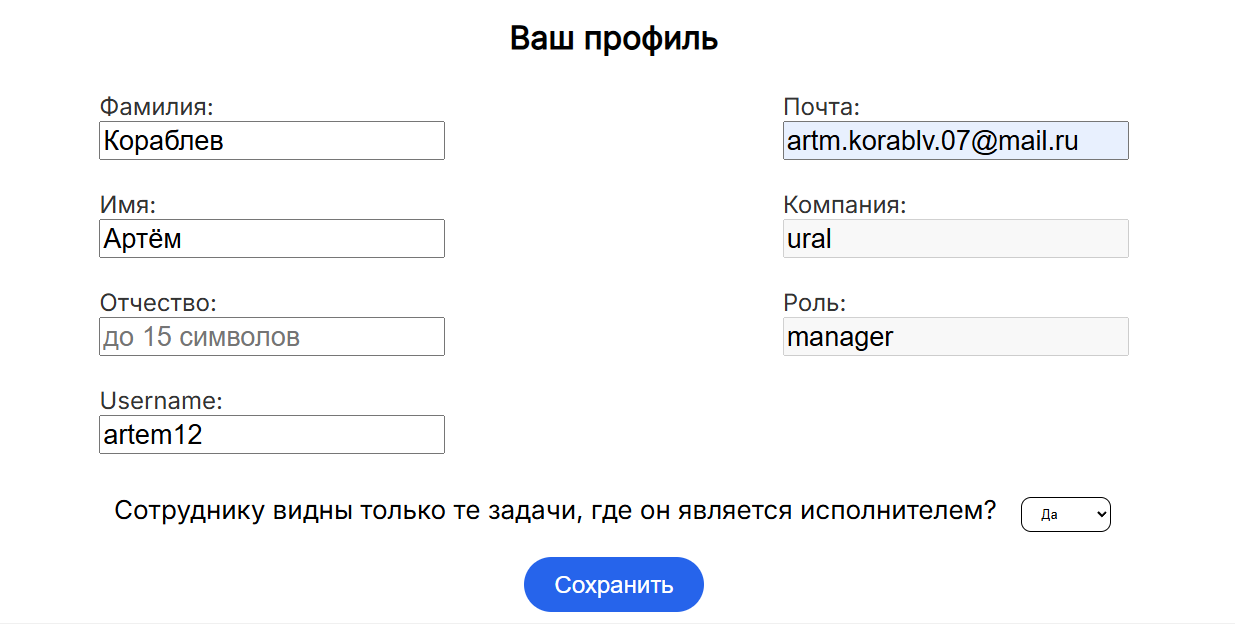 Ваш профиль
Фамилия:
Кораблев
Имя:
Артём
Отчество:
до 15 символов
Username:
artem12
Почта:
artm.korablv.07@mail.ru
Компания:
ural
Роль:
manager
Сотруднику видны только те задачи, где он является исполнителем? Да
Сохранить